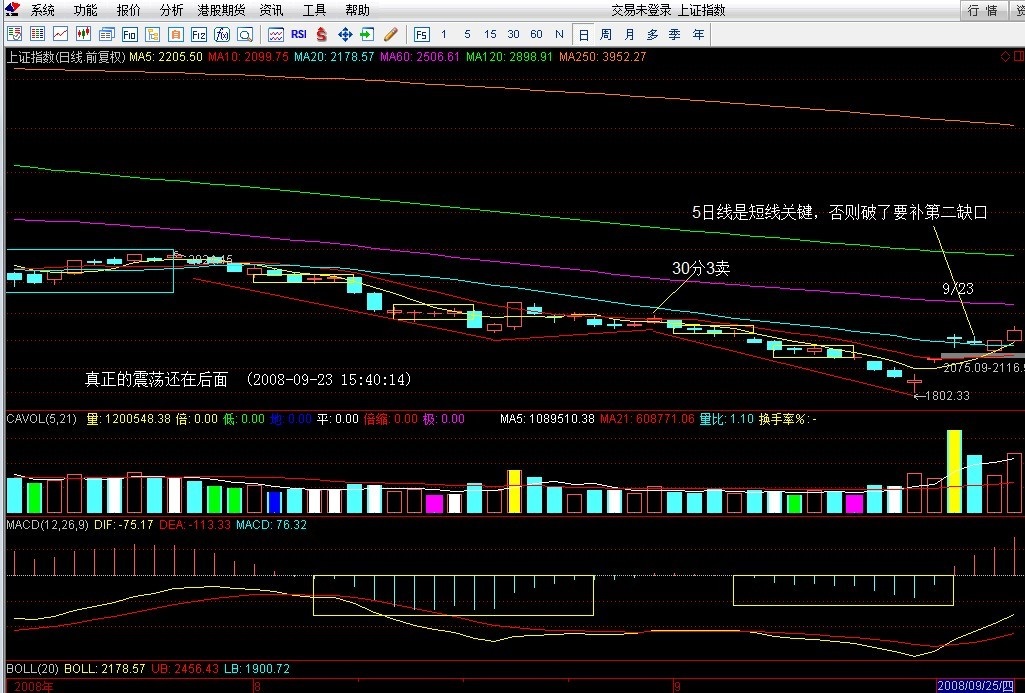 系统 功能 报价 分析 港股期货 资讯 工具 帮助 交易未登录 上证指数 行 情 资
F10 自 F12 f(x) RSI $ F5 1 5 15 30 60 N 日 周 月 多 季 年
上证指数(日线.前复权) MA5: 2205.50 MA10: 2099.75 MA20: 2178.57 MA60: 2506.61 MA120: 2898.91 MA250: 3952.27
5日线是短线关键，否则破了要补第二缺口
30分3卖
9/23
2075.09-2116.9
真正的震荡还在后面 (2008-09-23 15:40:14)
←1802.33
CAVOL(5,21) 量: 1200548.38 倍: 0.00 低: 0.00 地: 0.00 平: 0.00 倍缩: 0.00 极: 0.00 MA5: 1089510.38 MA21: 608771.06 量比: 1.10 换手率%: -
MACD(12,26,9) DIF: -75.17 DEA: -113.33 MACD: 76.32
BOLL(20) BOLL: 2178.57 UB: 2456.43 LB: 1900.72
2008年 8 9 2008/09/25/四